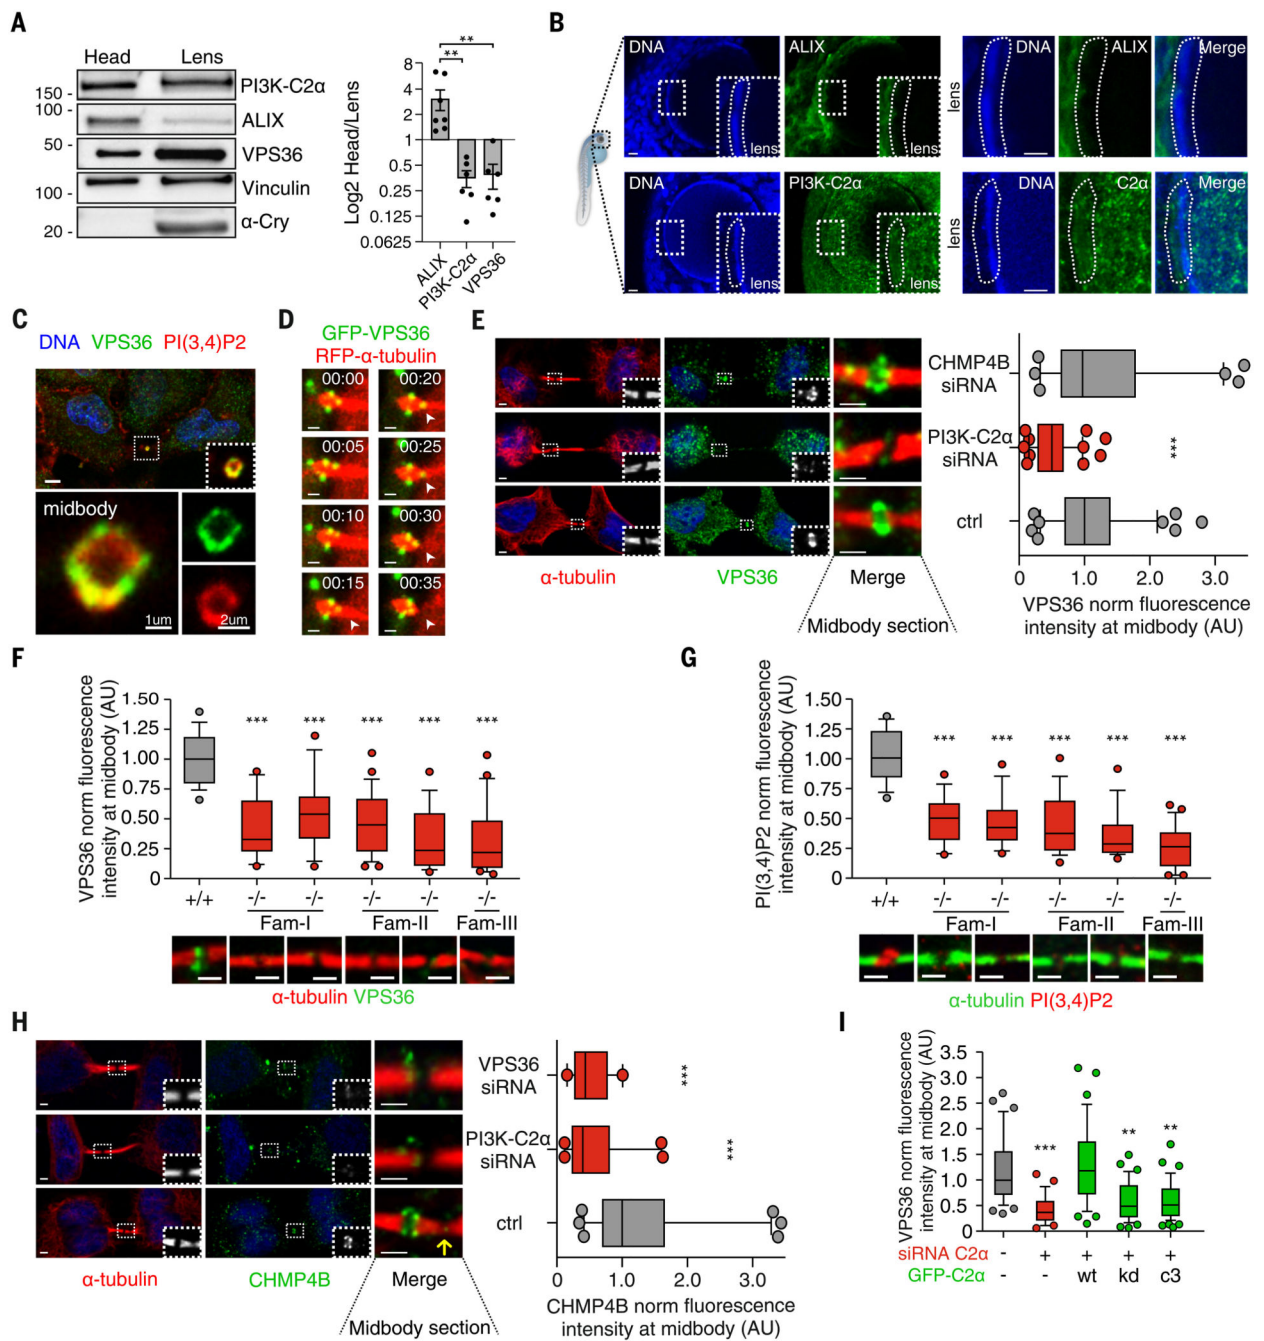 A
Head Lens
150 -
100 -
50 -
100 -
20 -
PI3K-C2α
ALIX
VPS36
Vinculin
α-Cry
Log2 Head/Lens
8
4
2
1
0.5
0.25
0.125
0.0625
**
**
ALIX
PI3K-C2α
VPS36
B
DNA
lens
ALIX
lens
DNA
ALIX
Merge
lens
DNA
lens
PI3K-C2α
lens
DNA
C2α
Merge
lens
C
DNA VPS36 PI(3,4)P2
midbody
1um
2um
D
GFP-VPS36
RFP-α-tubulin
00:00
00:20
00:05
00:25
00:10
00:30
00:15
00:35
E
α-tubulin
VPS36
Merge
Midbody section
CHMP4B
siRNA
PI3K-C2α
siRNA
ctrl
***
0 1.0 2.0 3.0
VPS36 norm fluorescence
intensity at midbody (AU)
F
VPS36 norm fluorescence
intensity at midbody (AU)
1.50
1.25
1.00
0.75
0.50
0.25
0
*** *** *** *** ***
+/+ -/- -/- -/- -/- -/-
Fam-I Fam-II Fam-III
α-tubulin VPS36
G
PI(3,4)P2 norm fluorescence
intensity at midbody (AU)
1.50
1.25
1.00
0.75
0.50
0.25
0
*** *** *** *** ***
+/+ -/- -/- -/- -/- -/-
Fam-I Fam-II Fam-III
α-tubulin PI(3,4)P2
H
α-tubulin
CHMP4B
Merge
Midbody section
VPS36
siRNA
PI3K-C2α
siRNA
ctrl
***
***
0 1.0 2.0 3.0
CHMP4B norm fluorescence
intensity at midbody (AU)
I
VPS36 norm fluorescence
intensity at midbody (AU)
3.5
3.0
2.5
2.0
1.5
1.0
0.5
0
*** ** **
siRNA C2α - + + + +
GFP-C2α - - wt kd c3